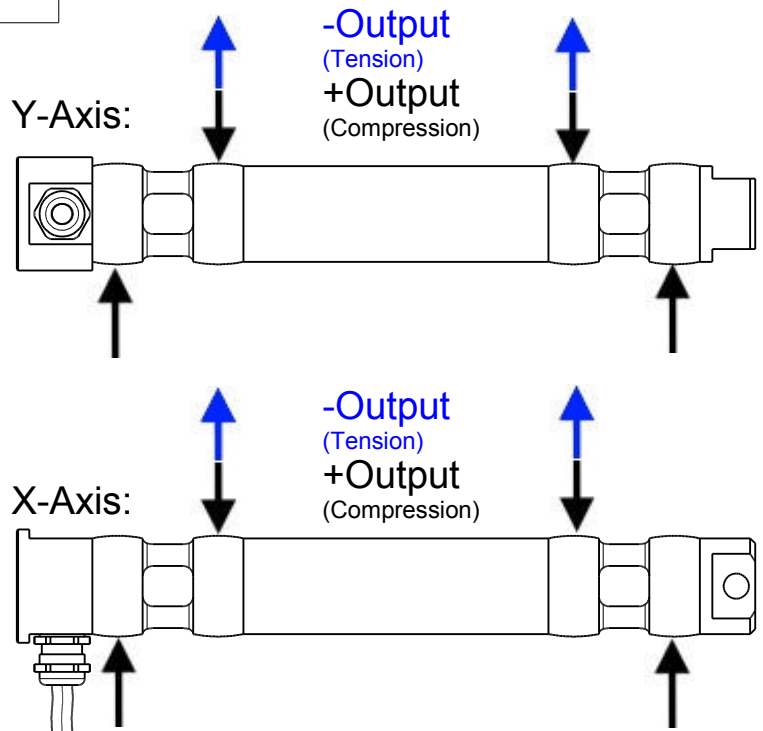 -Output
(Tension)
+Output
(Compression)
Y-Axis:
-Output
(Tension)
+Output
(Compression)
X-Axis: